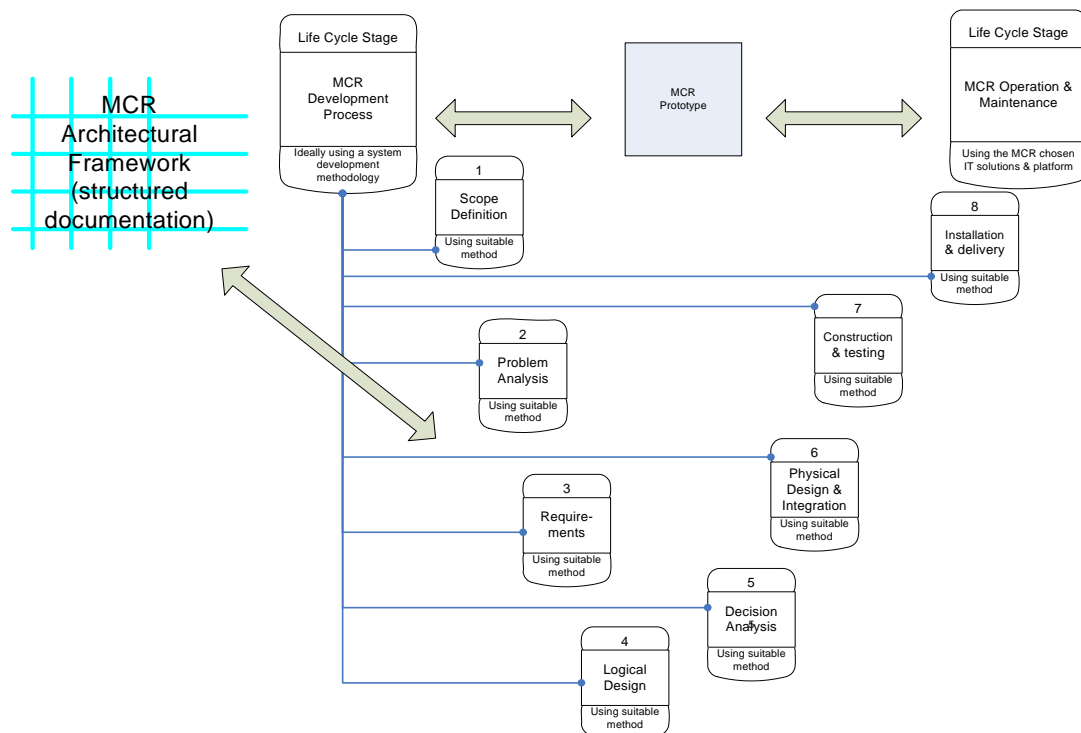 MCR
Architectural
Framework
(structured
documentation)
Life Cycle Stage
MCR
Development
Process
Ideally using a system
development
methodology
MCR
Prototype
Life Cycle Stage
MCR Operation &
Maintenance
Using the MCR chosen
IT solutions & platform
1
Scope
Definition
Using suitable
method
8
Installation
& delivery
Using suitable
method
7
Construction
& testing
Using suitable
method
2
Problem
Analysis
Using suitable
method
6
Physical
Design &
Integration
Using suitable
method
3
Require-
ments
Using suitable
method
5
Decision
Analysis
5
Using suitable
method
4
Logical
Design
Using suitable
method